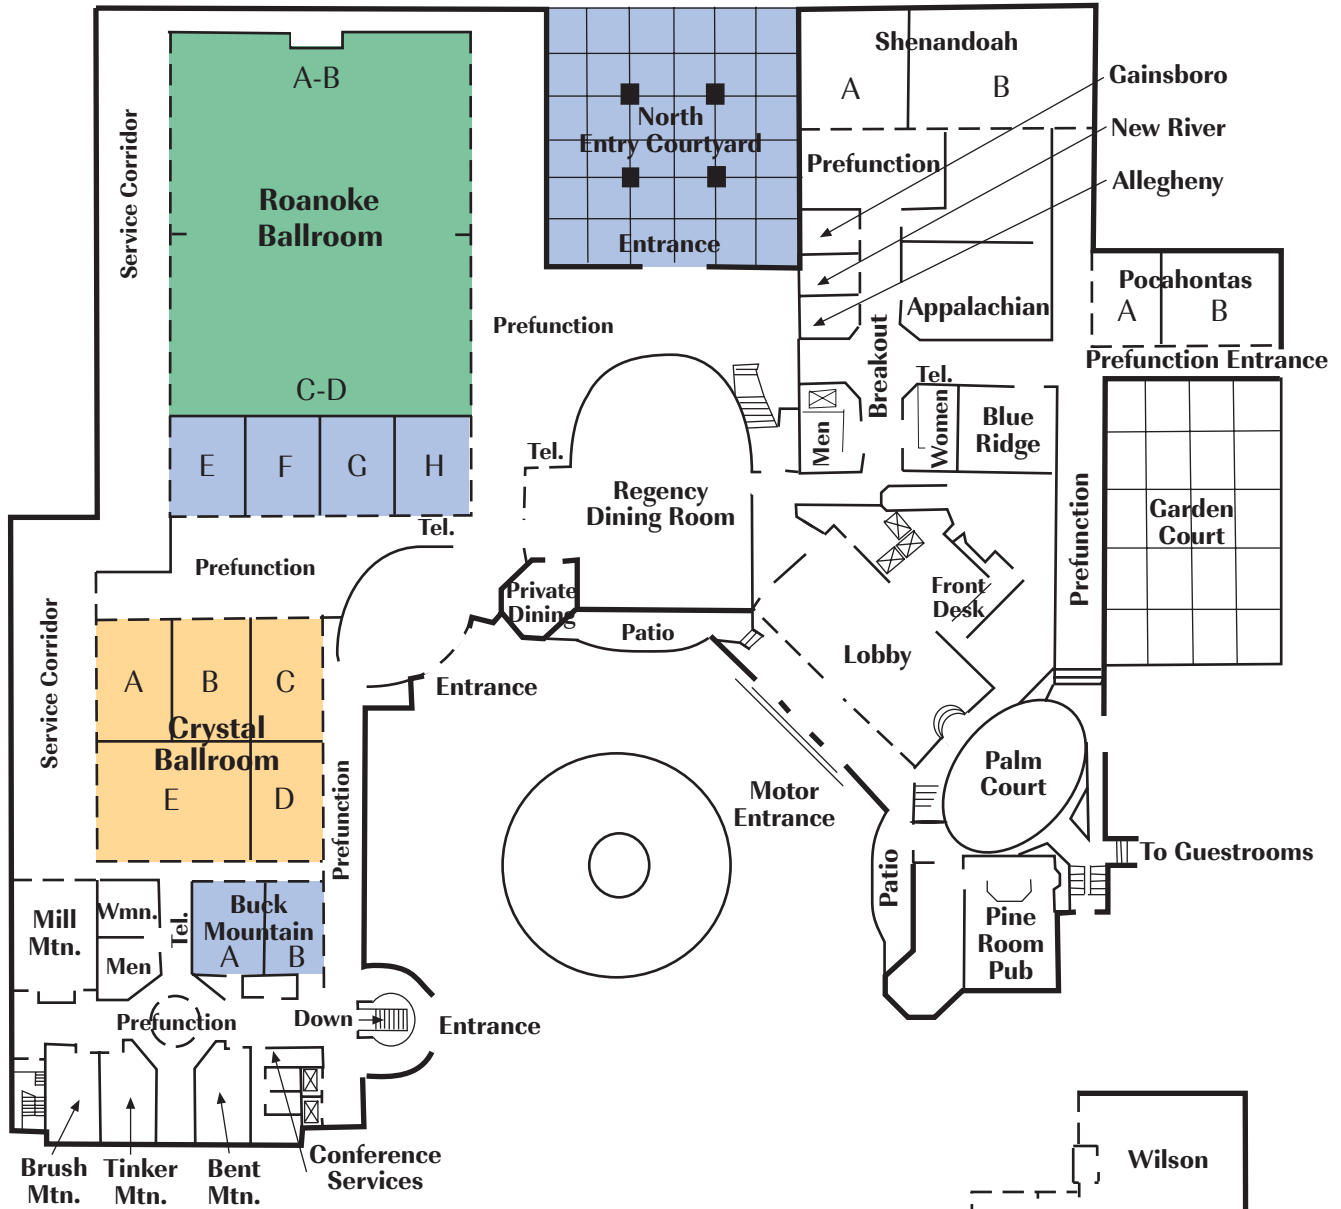 Shenandoah
A
B
Gainsboro
New River
Allegheny
A-B
Roanoke
Ballroom
C-D
E
F
G
H
Service Corridor
North
Entry Courtyard
Entrance
Prefunction
Prefunction
Appalachian
Breakout
Pocahontas
A
B
Prefunction Entrance
Tel.
Men
Women
Blue
Ridge
Prefunction
Garden
Court
Tel.
Regency
Dining Room
Tel.
Prefunction
Private
Dining
Patio
Front
Desk
Lobby
Entrance
Service Corridor
A
B
C
Crystal
Ballroom
E
D
Prefunction
Motor
Entrance
Palm
Court
To Guestrooms
Patio
Pine
Room
Pub
Mill
Mtn.
Wmn.
Men
Tel.
Buck
Mountain
A
B
Prefunction
Down
Entrance
Brush
Mtn.
Tinker
Mtn.
Bent
Mtn.
Conference
Services
Wilson